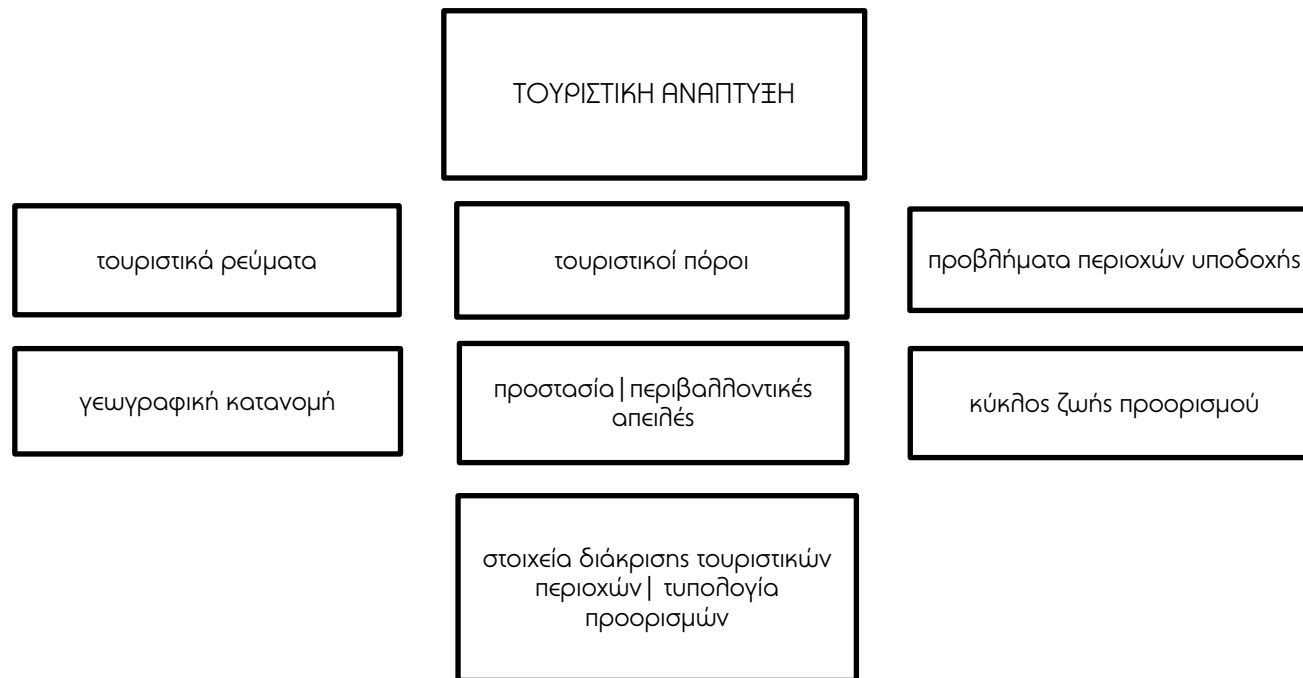 ΤΟΥΡΙΣΤΙΚΗ ΑΝΑΠΤΥΞΗ
τουριστικά ρεύματα
τουριστικοί πόροι
προβλήματα περιοχών υποδοχής
γεωγραφική κατανομή
προστασία|περιβαλλοντικές
απειλές
κύκλος ζωής προορισμού
στοιχεία διάκρισης τουριστικών
περιοχών| τυπολογία
προορισμών